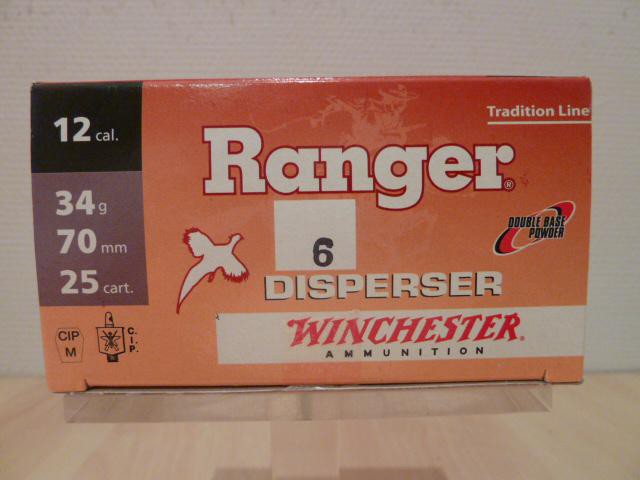 12 cal.
34 g
70 mm
25 cart.
CIP
M
C.
I.
P.
Tradition Line
Ranger®
DOUBLE BASE
POWDER
6
DISPERSER
WINCHESTER®
AMMUNITION